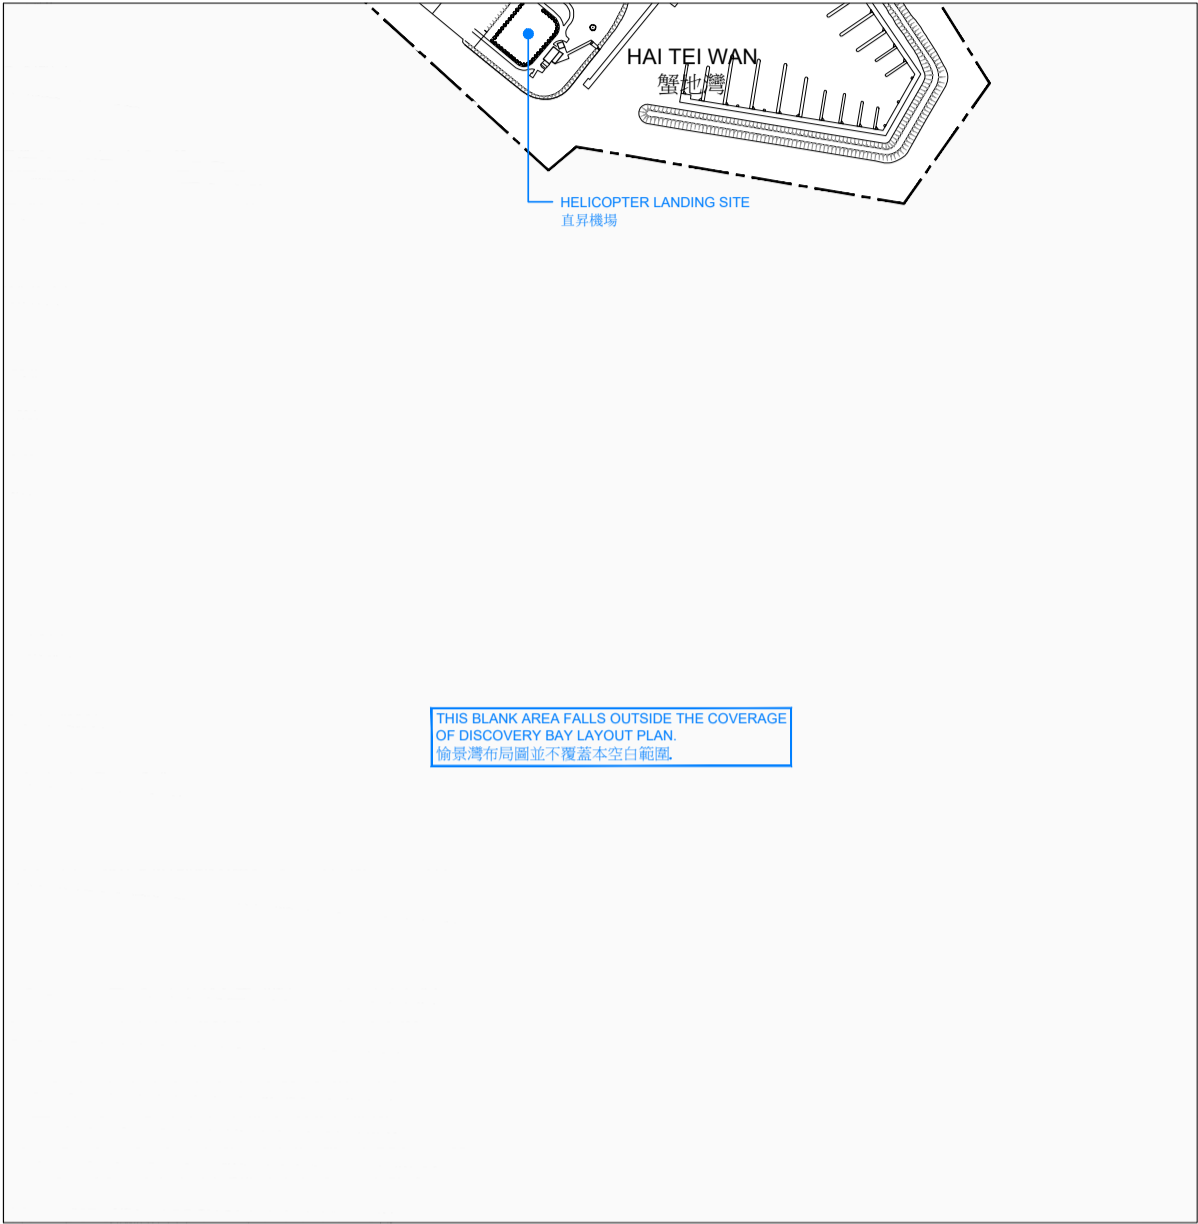 HAI TEI WAN
蟹地灣
HELICOPTER LANDING SITE
直昇機場
THIS BLANK AREA FALLS OUTSIDE THE COVERAGE
OF DISCOVERY BAY LAYOUT PLAN.
愉景灣布局圖並不覆蓋本空白範圍.